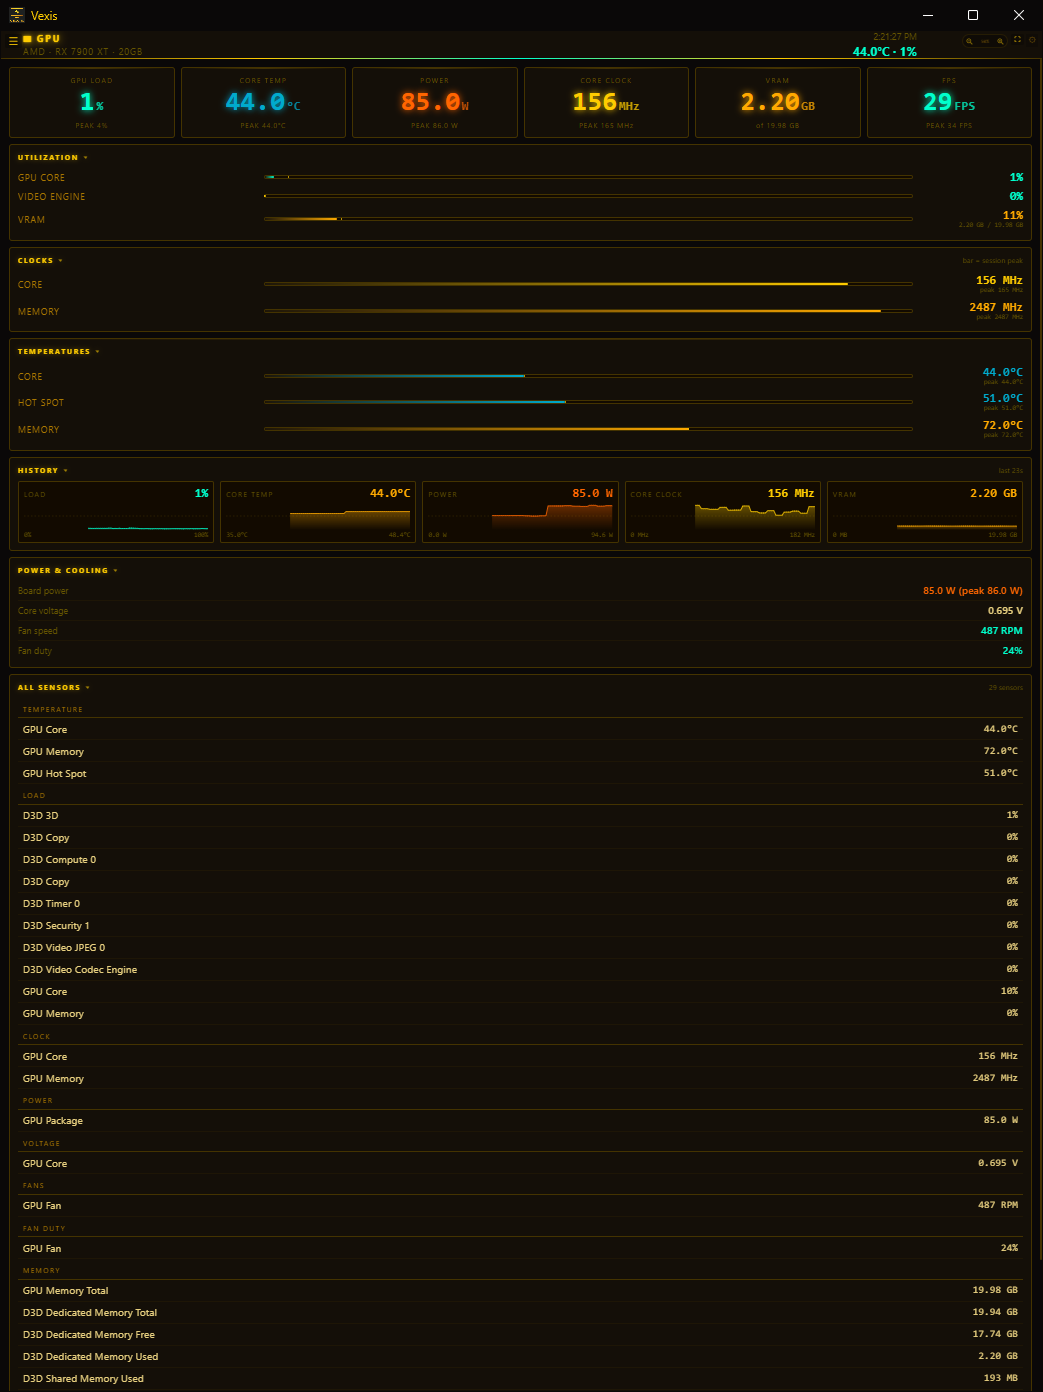 Vexis
GPU
AMD · RX 7900 XT · 20GB
2:21:27 PM
44.0°C · 1%
GPU LOAD
1%
PEAK 4%
CORE TEMP
44.0°C
PEAK 44.0°C
POWER
85.0W
PEAK 86.0 W
CORE CLOCK
156MHz
PEAK 165 MHz
VRAM
2.20GB
of 19.98 GB
FPS
29FPS
PEAK 34 FPS
UTILIZATION
GPU CORE
1%
VIDEO ENGINE
0%
VRAM
11%
2.20 GB / 19.98 GB
CLOCKS
bar = session peak
CORE
156 MHz
peak 165 MHz
MEMORY
2487 MHz
peak 2487 MHz
TEMPERATURES
CORE
44.0°C
peak 44.0°C
HOT SPOT
51.0°C
peak 51.0°C
MEMORY
72.0°C
peak 72.0°C
HISTORY
last 23s
LOAD
1%
0%
100%
CORE TEMP
44.0°C
35.0°C
48.4°C
POWER
85.0 W
0.0 W
94.6 W
CORE CLOCK
156 MHz
0 MHz
182 MHz
VRAM
2.20 GB
0 MB
19.98 GB
POWER & COOLING
Board power
85.0 W (peak 86.0 W)
Core voltage
0.695 V
Fan speed
487 RPM
Fan duty
24%
ALL SENSORS
29 sensors
TEMPERATURE
GPU Core
44.0°C
GPU Memory
72.0°C
GPU Hot Spot
51.0°C
LOAD
D3D 3D
1%
D3D Copy
0%
D3D Compute 0
0%
D3D Copy
0%
D3D Timer 0
0%
D3D Security 1
0%
D3D Video JPEG 0
0%
D3D Video Codec Engine
0%
GPU Core
10%
GPU Memory
0%
CLOCK
GPU Core
156 MHz
GPU Memory
2487 MHz
POWER
GPU Package
85.0 W
VOLTAGE
GPU Core
0.695 V
FANS
GPU Fan
487 RPM
FAN DUTY
GPU Fan
24%
MEMORY
GPU Memory Total
19.98 GB
D3D Dedicated Memory Total
19.94 GB
D3D Dedicated Memory Free
17.74 GB
D3D Dedicated Memory Used
2.20 GB
D3D Shared Memory Used
193 MB